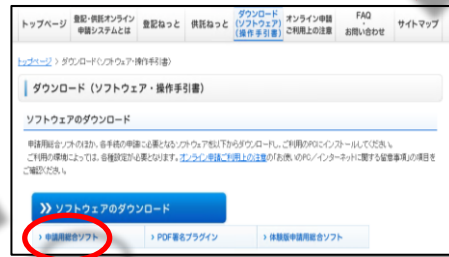 トップページ
登記・供託オンライン
申請システムとは
登記ねっと
供託ねっと
ダウンロード
(ソフトウェア)
(操作手引書)
オンライン申請
ご利用上の注意
FAQ
・
お問い合わせ
サイトマップ
トップページ > ダウンロード(ソフトウェア・操作手引書)
ダウンロード(ソフトウェア・操作手引書)
ソフトウェアのダウンロード
申請用総合ソフトのほか、各手続の申請に必要となるソフトウェアを以下からダウンロードし、ご利用のPCにインストールしてください。
ご利用の環境によっては、各種設定が必要となります。オンライン申請ご利用上の注意の「お使いのPC/インターネットに関する留意事項」の項目を
ご確認ください。
ソフトウェアのダウンロード
申請用総合ソフト
PDF署名プラグイン
体験版申請用総合ソフト